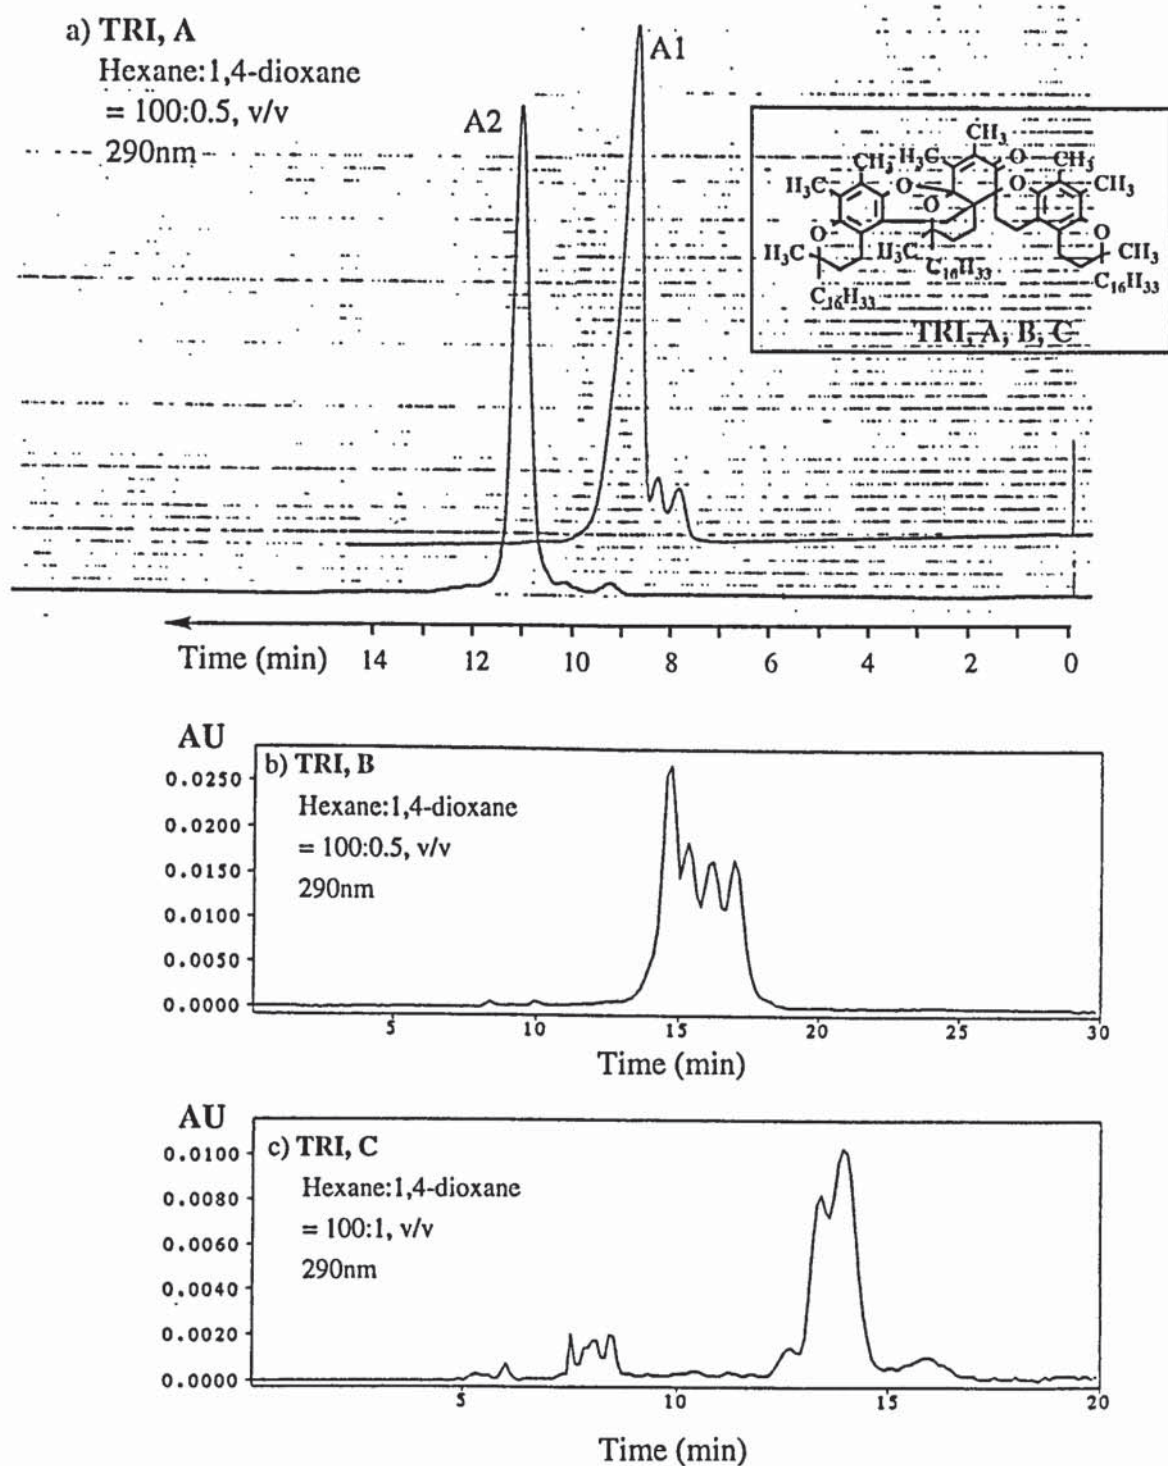 a) TRI, A
Hexane:1,4-dioxane
= 100:0.5, v/v
290nm
A2
A1
CH3
H3C
O
CH3
CH3
H3C
O
O
CH3
O
O
O
H3C
H3C
C16H33
CH3
C16H33
C16H33
TRI, A, B, C
Time (min) 14 12 10 8 6 4 2 0
AU
b) TRI, B
Hexane:1,4-dioxane
= 100:0.5, v/v
290nm
0.0250
0.0200
0.0150
0.0100
0.0050
0.0000
5 10 15 20 25 30
Time (min)
AU
c) TRI, C
Hexane:1,4-dioxane
= 100:1, v/v
290nm
0.0100
0.0080
0.0060
0.0040
0.0020
0.0000
5 10 15 20
Time (min)